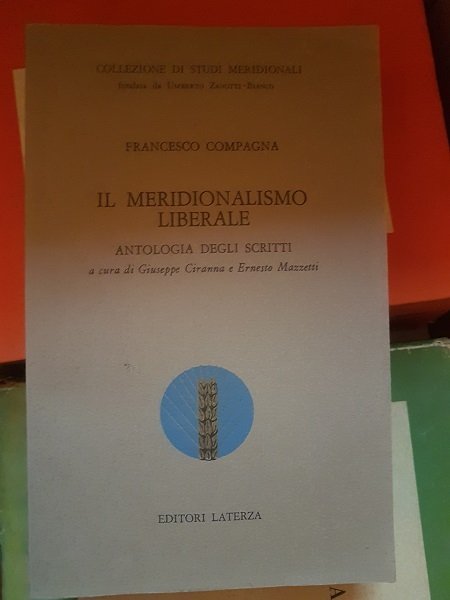 COLLEZIONE DI STUDI MERIDIONALI
fondata da Umberto Zanotti-Bianco
FRANCESCO COMPAGNA
IL MERIDIONALISMO
LIBERALE
ANTOLOGIA DEGLI SCRITTI
a cura di Giuseppe Ciranna e Ernesto Mazzetti
EDITORI LATERZA
A